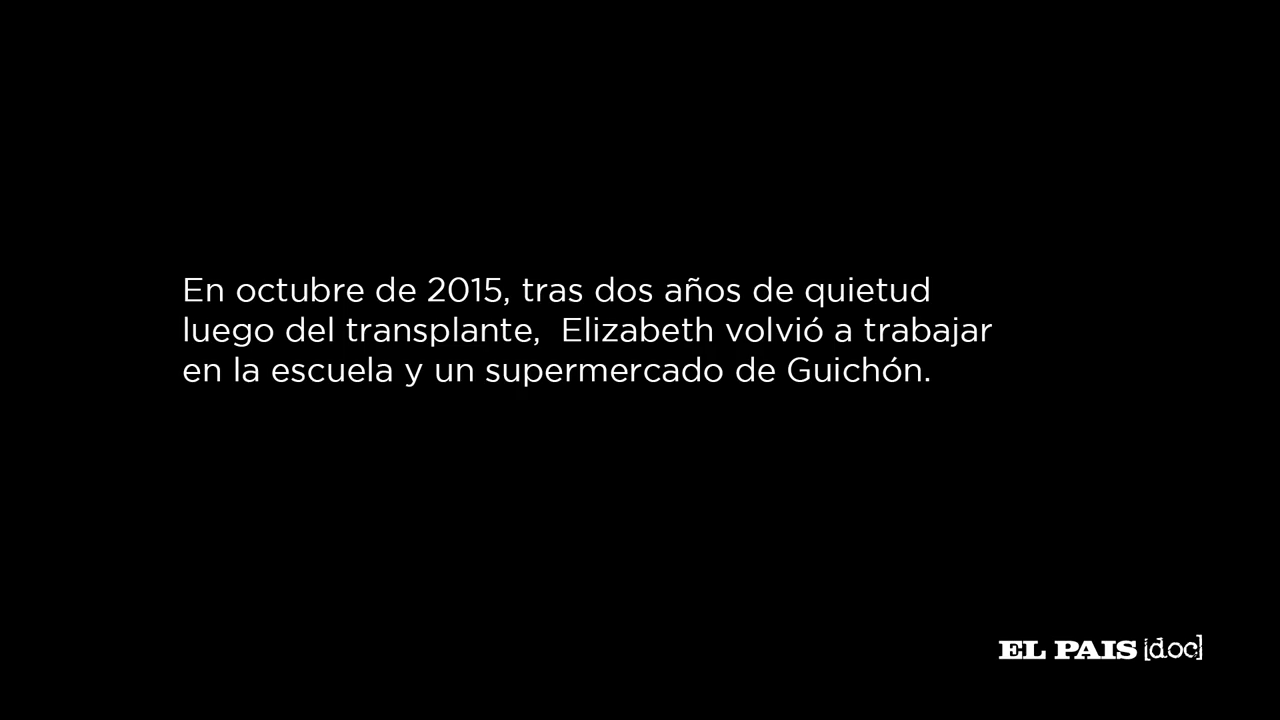 En octubre de 2015, tras dos años de quietud
luego del transplante,  Elizabeth volvió a trabajar
en la escuela y un supermercado de Guichón.
EL PAIS [doc]